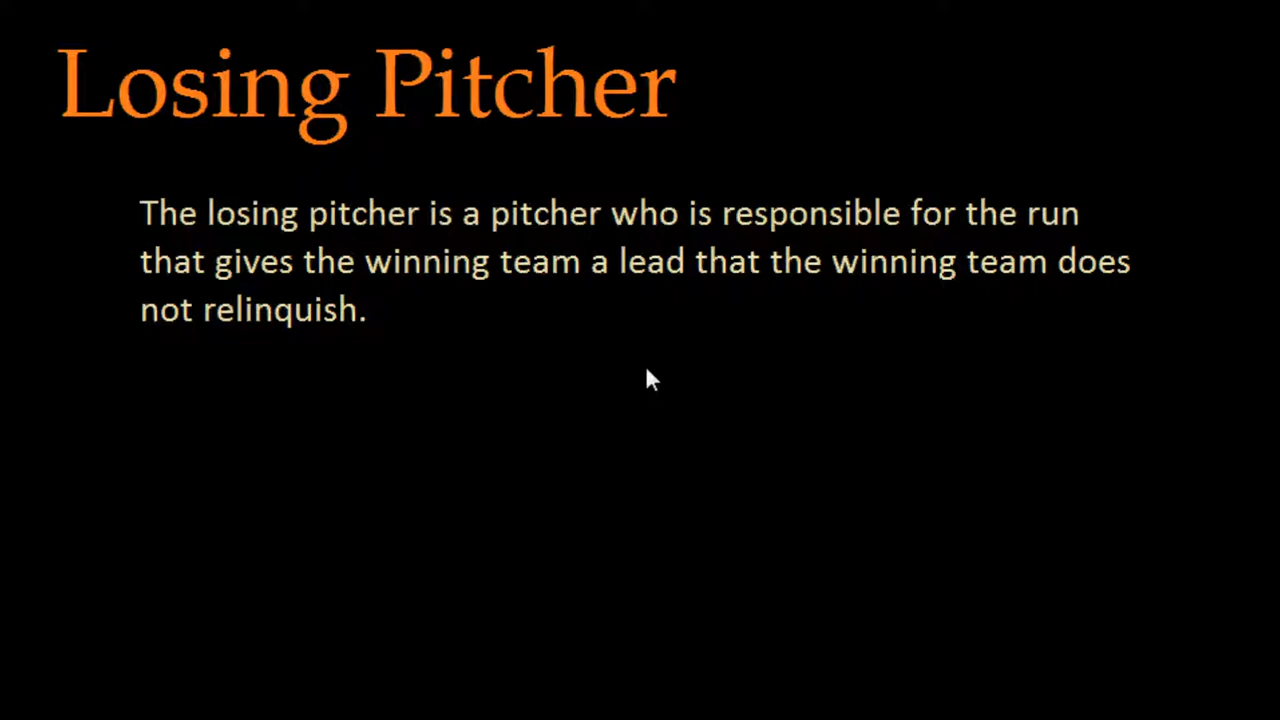 Losing Pitcher
The losing pitcher is a pitcher who is responsible for the run
that gives the winning team a lead that the winning team does
not relinquish.